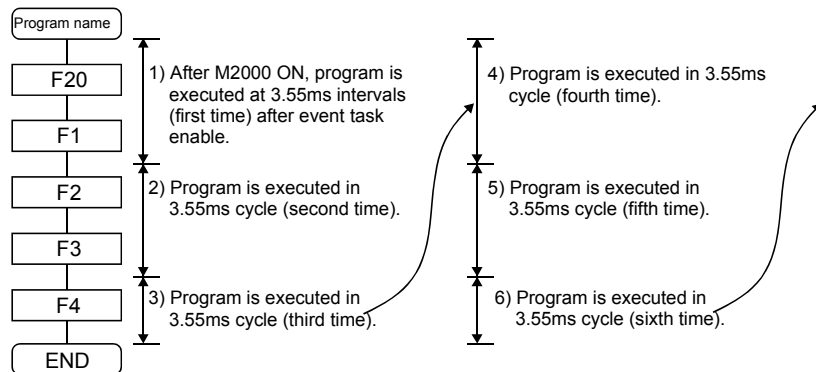 Program name
F20
F1
F2
F3
F4
END
1) After M2000 ON, program is
executed at 3.55ms intervals
(first time) after event task
enable.
2) Program is executed in
3.55ms cycle (second time).
3) Program is executed in
3.55ms cycle (third time).
4) Program is executed in 3.55ms
cycle (fourth time).
5) Program is executed in
3.55ms cycle (fifth time).
6) Program is executed in
3.55ms cycle (sixth time).